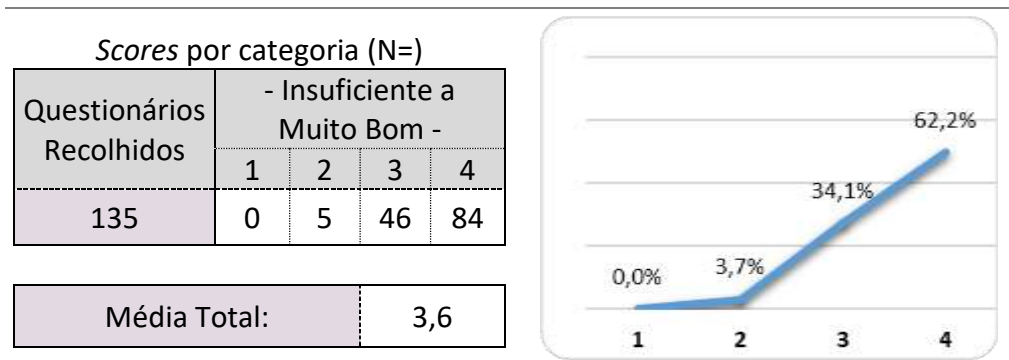 Scores por categoria (N=)
Questionários
Recolhidos
- Insuficiente a
Muito Bom -
1 2 3 4
135 0 5 46 84
Média Total: 3,6
62,2%
34,1%
3,7%
0,0%
1 2 3 4